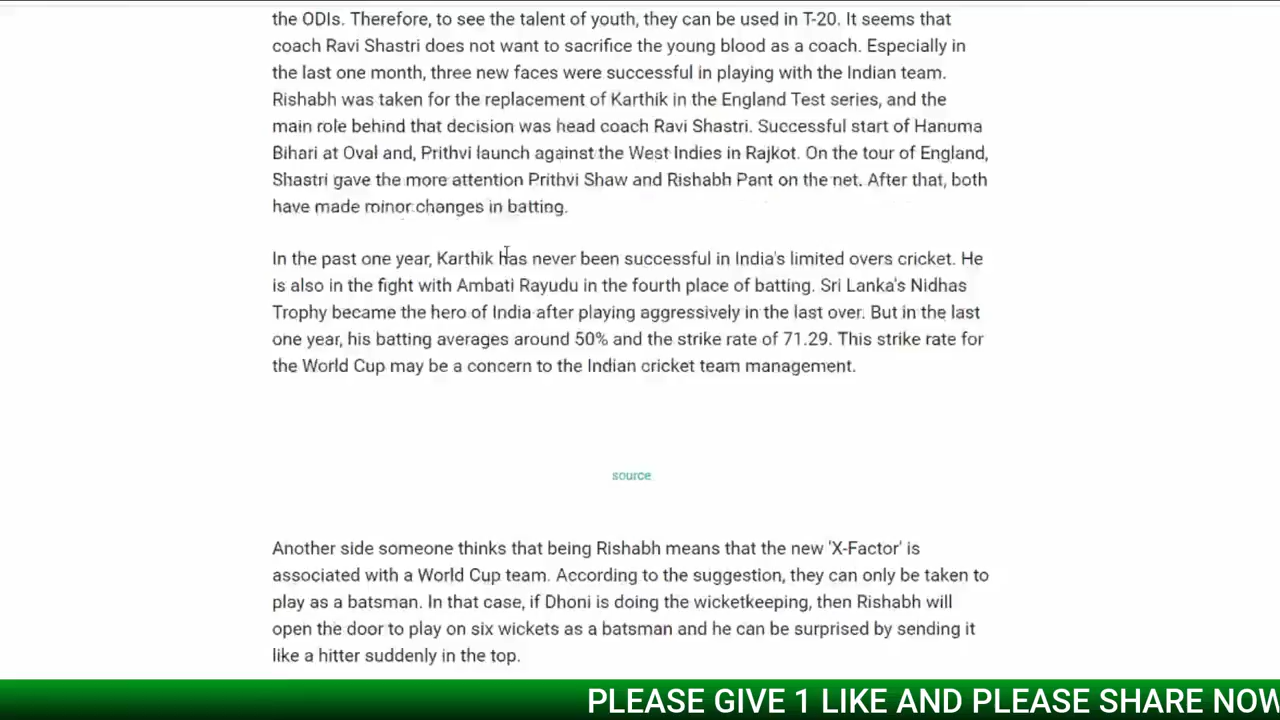 the ODIs. Therefore, to see the talent of youth, they can be used in T-20. It seems that
coach Ravi Shastri does not want to sacrifice the young blood as a coach. Especially in
the last one month, three new faces were successful in playing with the Indian team.
Rishabh was taken for the replacement of Karthik in the England Test series, and the
main role behind that decision was head coach Ravi Shastri. Successful start of Hanuma
Bihari at Oval and, Prithvi launch against the West Indies in Rajkot. On the tour of England,
Shastri gave the more attention Prithvi Shaw and Rishabh Pant on the net. After that, both
have made minor changes in batting.
In the past one year, Karthik has never been successful in India's limited overs cricket. He
is also in the fight with Ambati Rayudu in the fourth place of batting. Sri Lanka's Nidhas
Trophy became the hero of India after playing aggressively in the last over. But in the last
one year, his batting averages around 50% and the strike rate of 71.29. This strike rate for
the World Cup may be a concern to the Indian cricket team management.
source
Another side someone thinks that being Rishabh means that the new 'X-Factor' is
associated with a World Cup team. According to the suggestion, they can only be taken to
play as a batsman. In that case, if Dhoni is doing the wicketkeeping, then Rishabh will
open the door to play on six wickets as a batsman and he can be surprised by sending it
like a hitter suddenly in the top.
PLEASE GIVE 1 LIKE AND PLEASE SHARE NOW